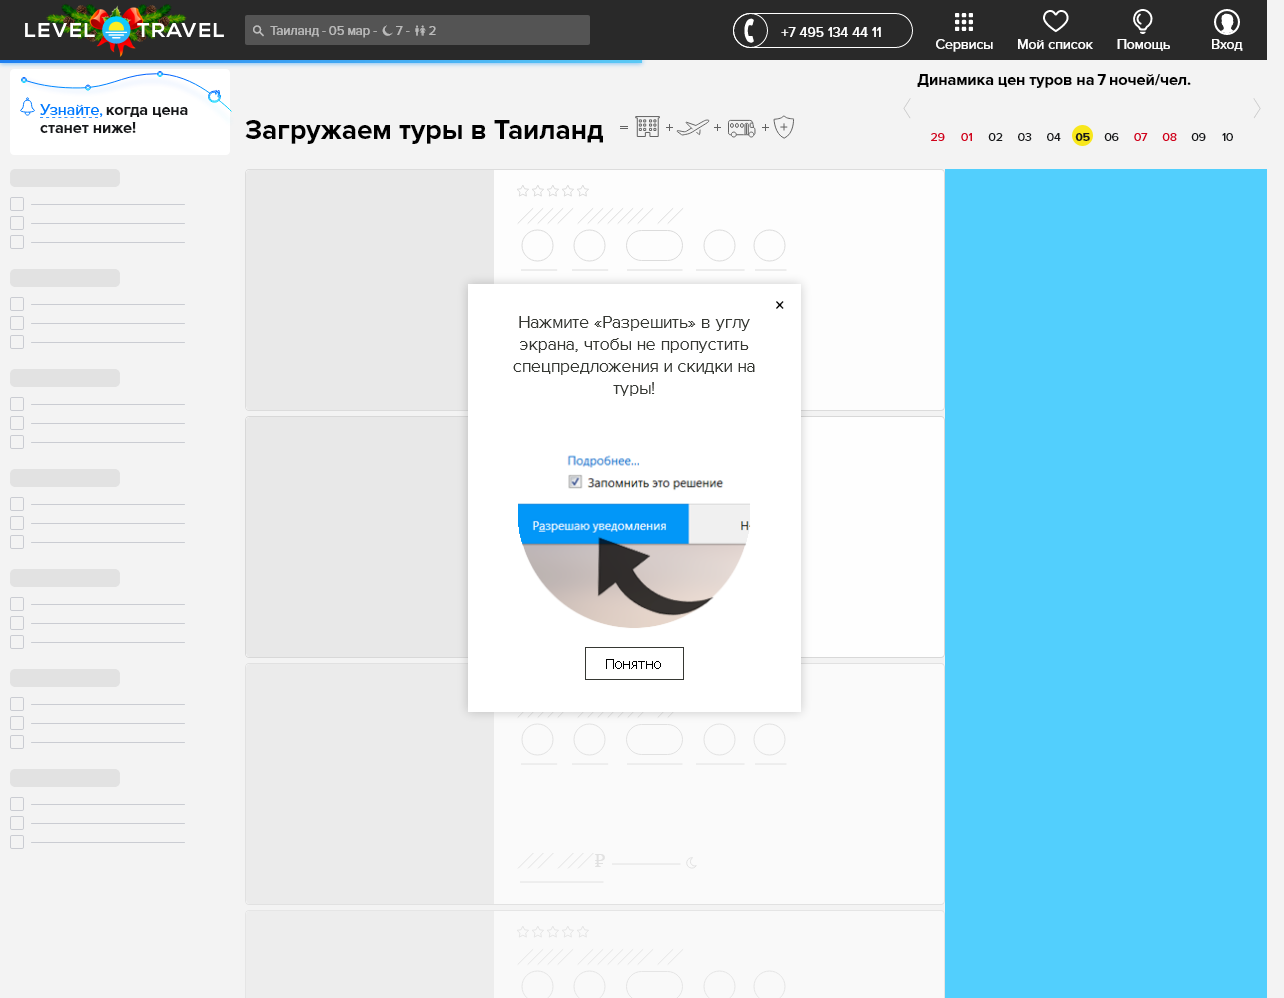 LEVEL TRAVEL
Таиланд - 05 мар - 7 - 2
+7 495 134 44 11
Сервисы
Мой список
Помощь
Вход
Узнайте, когда цена
станет ниже!
Загружаем туры в Таиланд
= + + +
Динамика цен туров на 7 ночей/чел.
29 01 02 03 04 05 06 07 08 09 10
×
Нажмите «Разрешить» в углу
экрана, чтобы не пропустить
спецпредложения и скидки на
туры!
Подробнее...
Запомнить это решение
Разрешаю уведомления
Понятно
₽